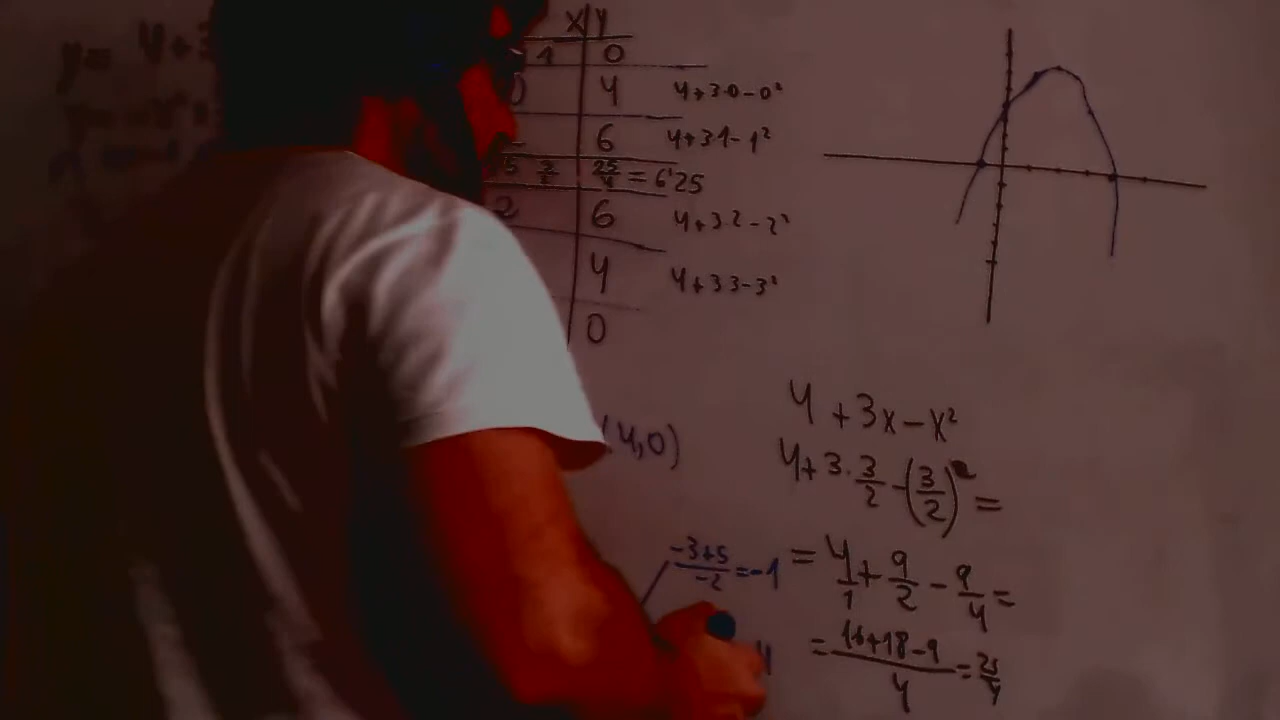 y= 4+3
x y
1 0
0 4 4+3·0-0²
6 4+3·1-1²
25/4 = 6'25
2 6 4+3·2-2²
4 4+3·3-3²
0
(4,0)
4+3x-x²
4+3·3/2-(3/2)²=
-3+5/-2=-1
=4/1+9/2-9/4=
=16+18-9/4=25/4